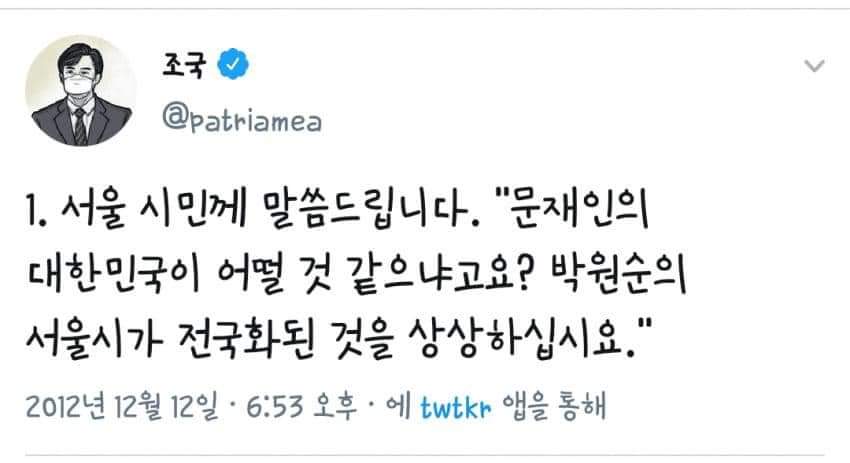 조국
@patriamea
1. 서울 시민께 말씀드립니다. "문재인의
대한민국이 어떨 것 같으냐고요? 박원순의
서울시가 전국화된 것을 상상하십시요."
2012년 12월 12일 · 6:53 오후 · 에 twtkr 앱을 통해